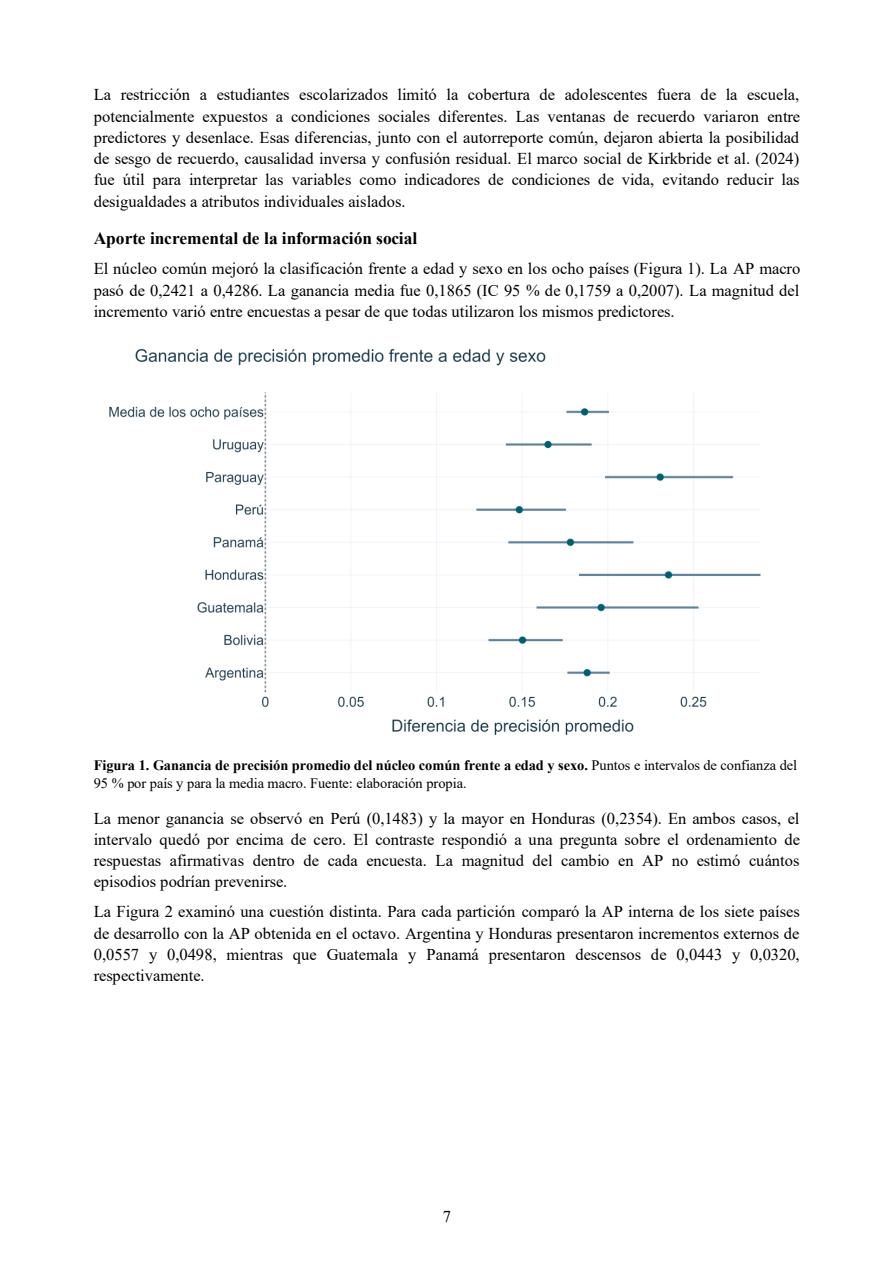 La restricción a estudiantes escolarizados limitó la cobertura de adolescentes fuera de la escuela,
potencialmente expuestos a condiciones sociales diferentes. Las ventanas de recuerdo variaron entre
predictores y desenlace. Esas diferencias, junto con el autorreporte común, dejaron abierta la posibilidad
de sesgo de recuerdo, causalidad inversa y confusión residual. El marco social de Kirkbride et al. (2024)
fue útil para interpretar las variables como indicadores de condiciones de vida, evitando reducir las
desigualdades a atributos individuales aislados.
Aporte incremental de la información social
El núcleo común mejoró la clasificación frente a edad y sexo en los ocho países (Figura 1). La AP macro
pasó de 0,2421 a 0,4286. La ganancia media fue 0,1865 (IC 95 % de 0,1759 a 0,2007). La magnitud del
incremento varió entre encuestas a pesar de que todas utilizaron los mismos predictores.
Ganancia de precisión promedio frente a edad y sexo
Media de los ocho países
Uruguay
Paraguay
Perú
Panamá
Honduras
Guatemala
Bolivia
Argentina
0 0.05 0.1 0.15 0.2 0.25
Diferencia de precisión promedio
Figura 1. Ganancia de precisión promedio del núcleo común frente a edad y sexo. Puntos e intervalos de confianza del
95 % por país y para la media macro. Fuente: elaboración propia.
La menor ganancia se observó en Perú (0,1483) y la mayor en Honduras (0,2354). En ambos casos, el
intervalo quedó por encima de cero. El contraste respondió a una pregunta sobre el ordenamiento de
respuestas afirmativas dentro de cada encuesta. La magnitud del cambio en AP no estimó cuántos
episodios podrían prevenirse.
La Figura 2 examinó una cuestión distinta. Para cada partición comparó la AP interna de los siete países
de desarrollo con la AP obtenida en el octavo. Argentina y Honduras presentaron incrementos externos de
0,0557 y 0,0498, mientras que Guatemala y Panamá presentaron descensos de 0,0443 y 0,0320,
respectivamente.
7